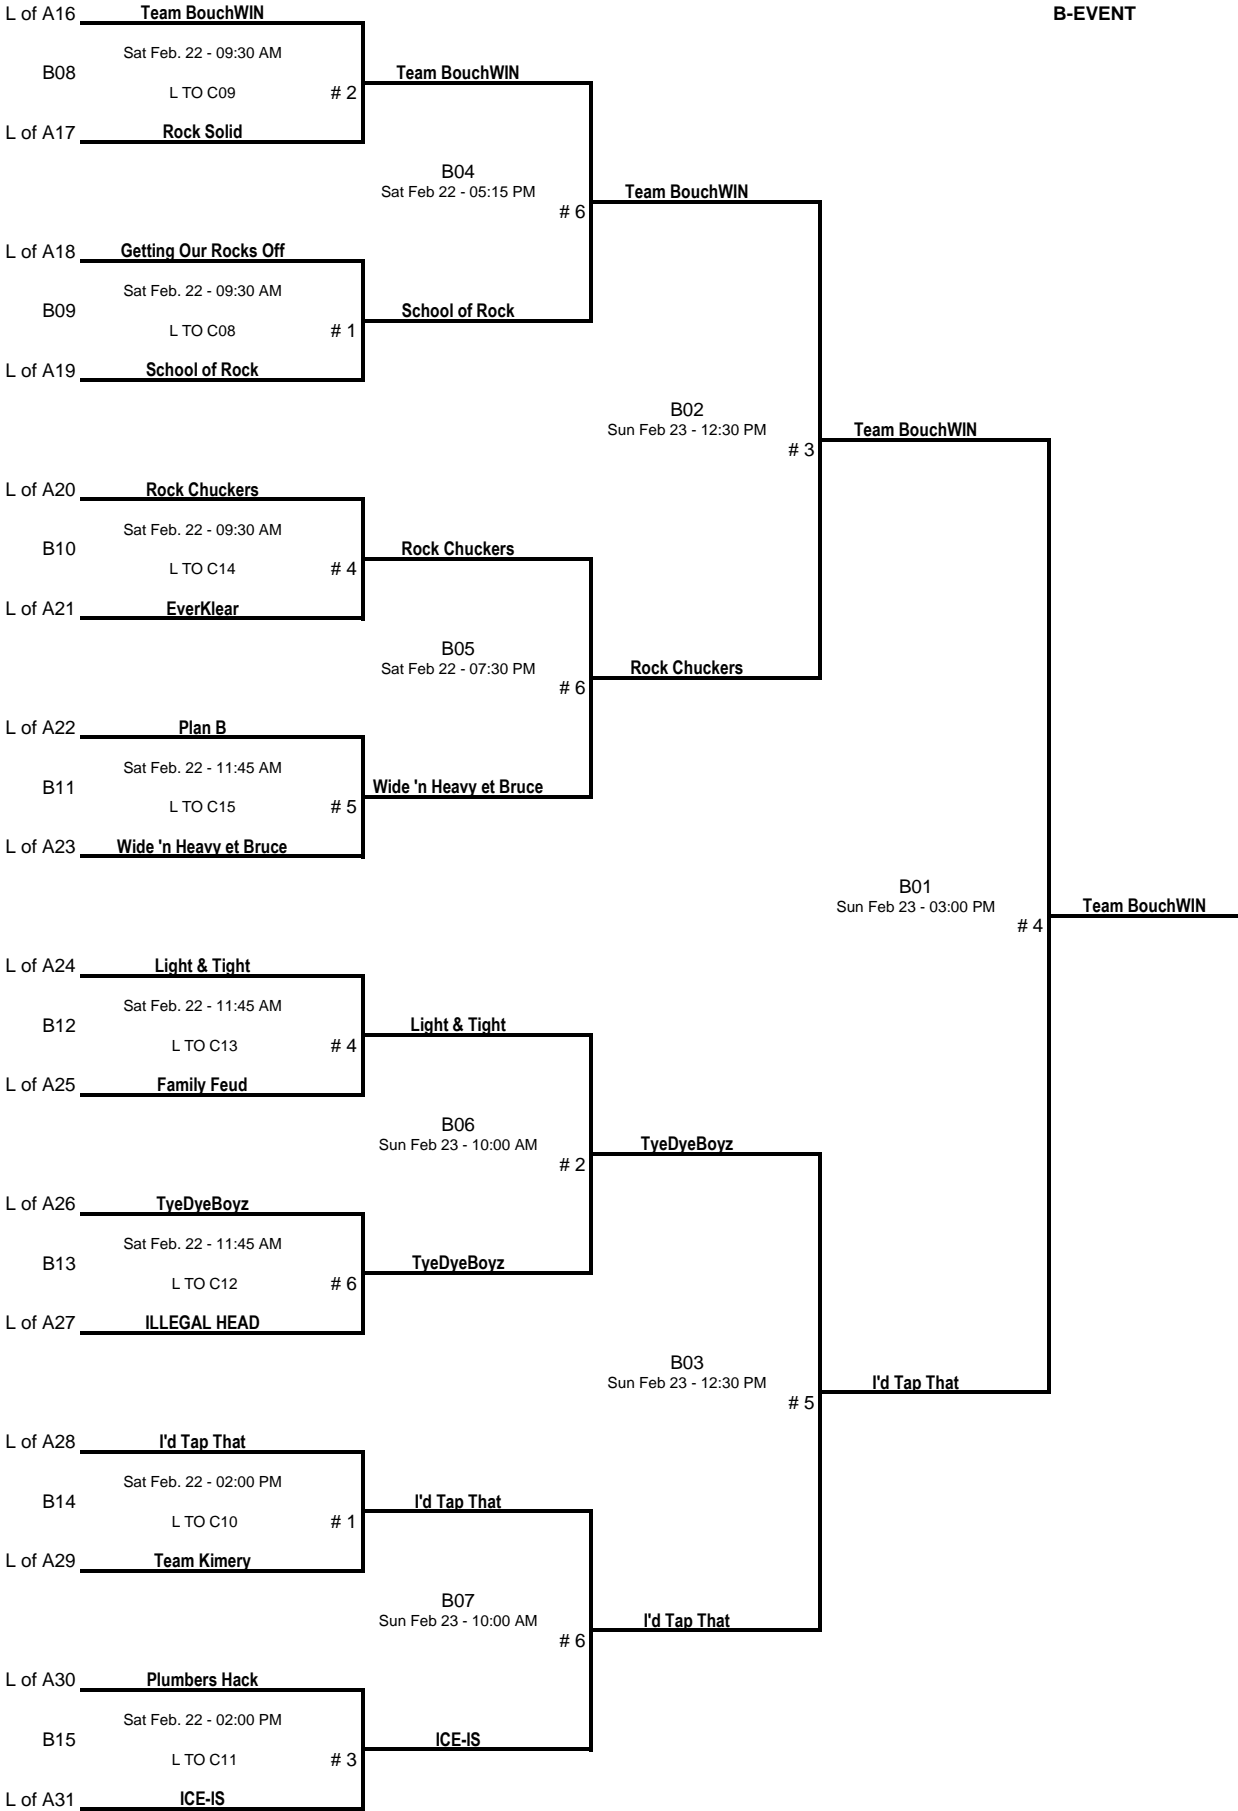 L of A16 Team BouchWIN B-EVENT
Sat Feb. 22 - 09:30 AM
B08 Team BouchWIN
L TO C09 # 2
L of A17 Rock Solid
B04
Sat Feb 22 - 05:15 PM Team BouchWIN
# 6
L of A18 Getting Our Rocks Off
Sat Feb. 22 - 09:30 AM
B09 School of Rock
L TO C08 # 1
L of A19 School of Rock
B02
Sun Feb 23 - 12:30 PM Team BouchWIN
# 3
L of A20 Rock Chuckers
Sat Feb. 22 - 09:30 AM
B10 Rock Chuckers
L TO C14 # 4
L of A21 EverKlear
B05
Sat Feb 22 - 07:30 PM Rock Chuckers
# 6
L of A22 Plan B
Sat Feb. 22 - 11:45 AM
B11 Wide 'n Heavy et Bruce
L TO C15 # 5
L of A23 Wide 'n Heavy et Bruce
B01
Sun Feb 23 - 03:00 PM Team BouchWIN
# 4
L of A24 Light & Tight
Sat Feb. 22 - 11:45 AM
B12 Light & Tight
L TO C13 # 4
L of A25 Family Feud
B06
Sun Feb 23 - 10:00 AM TyeDyeBoyz
# 2
L of A26 TyeDyeBoyz
Sat Feb. 22 - 11:45 AM
B13 TyeDyeBoyz
L TO C12 # 6
L of A27 ILLEGAL HEAD
B03
Sun Feb 23 - 12:30 PM I'd Tap That
# 5
L of A28 I'd Tap That
Sat Feb. 22 - 02:00 PM
B14 I'd Tap That
L TO C10 # 1
L of A29 Team Kimery
B07
Sun Feb 23 - 10:00 AM I'd Tap That
# 6
L of A30 Plumbers Hack
Sat Feb. 22 - 02:00 PM
B15 ICE-IS
L TO C11 # 3
L of A31 ICE-IS